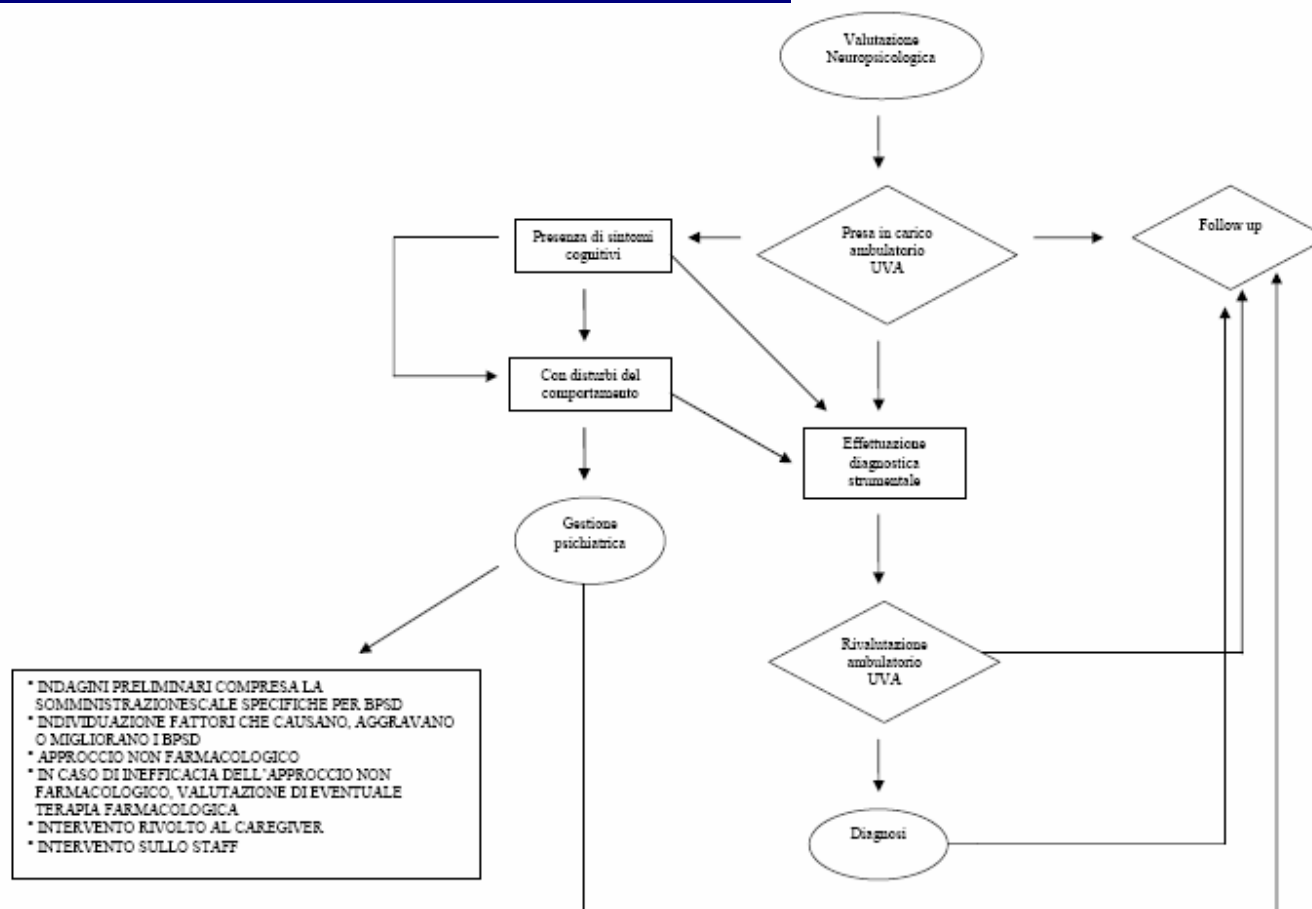 Valutazione
Neuropsicologica
Presa in carico
ambulatorio
UVA
Follow up
Presenza di sintomi
cognitivi
Con disturbi del
comportamento
Effettuazione
diagnostica
strumentale
Gestione
psichiatrica
Rivalutazione
ambulatorio
UVA
* INDAGINI PRELIMINARI COMPRESA LA
SOMMINISTRAZIONESCALE SPECIFICHE PER BPSD
* INDIVIDUAZIONE FATTORI CHE CAUSANO, AGGRAVANO
O MIGLIORANO I BPSD
* APPROCCIO NON FARMACOLOGICO
* IN CASO DI INEFFICACIA DELL'APPROCCIO NON
FARMACOLOGICO, VALUTAZIONE DI EVENTUALE
TERAPIA FARMACOLOGICA
* INTERVENTO RIVOLTO AL CAREGIVER
* INTERVENTO SULLO STAFF
Diagnosi